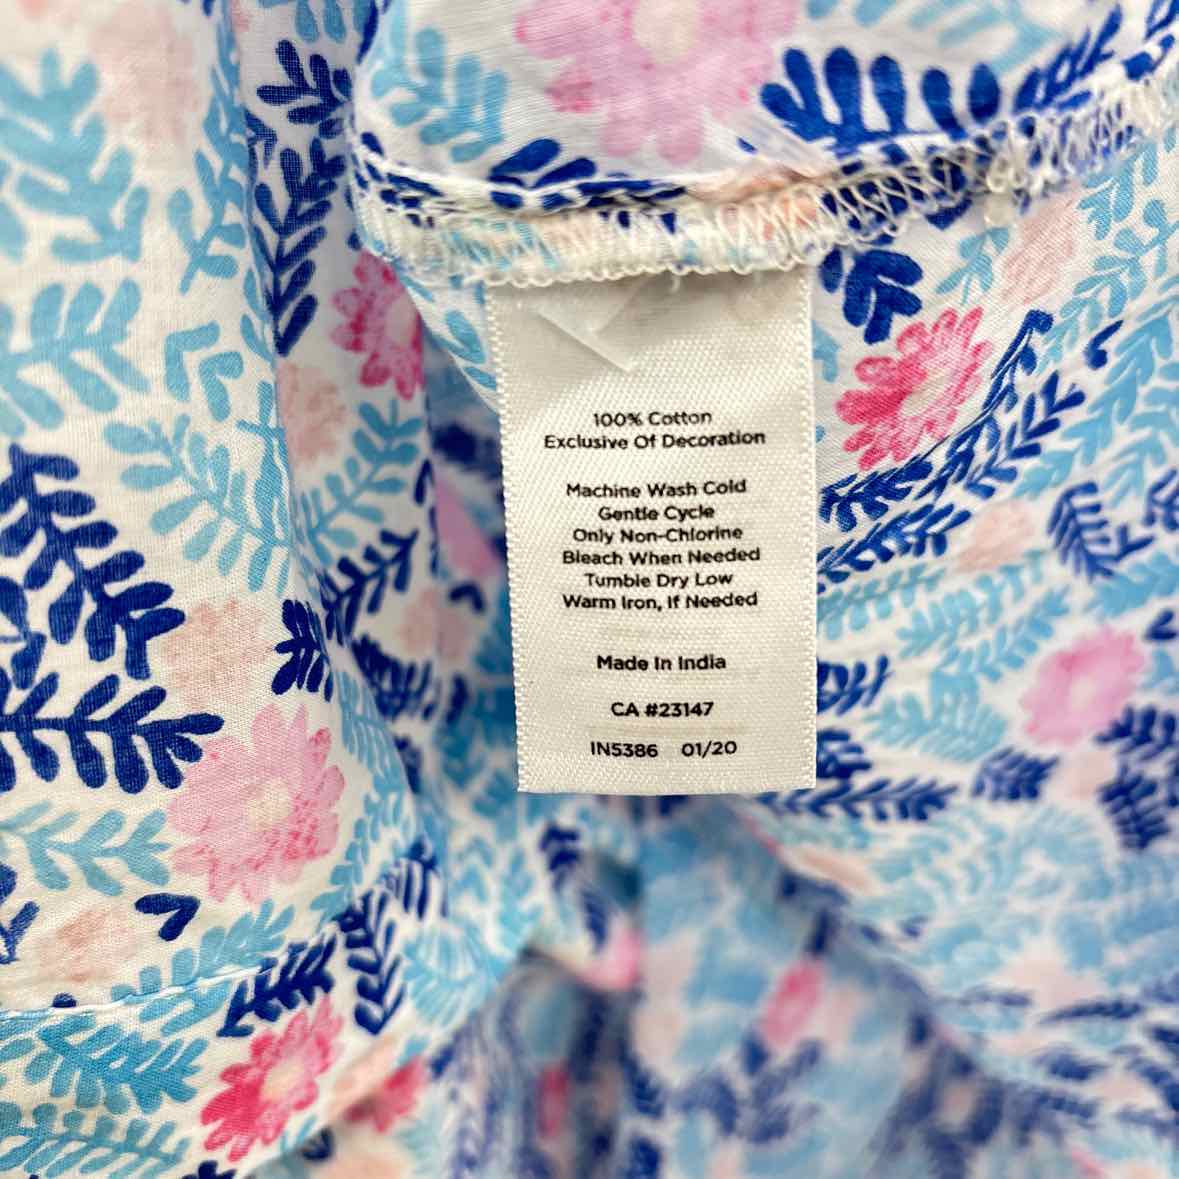 100% Cotton
Exclusive Of Decoration
Machine Wash Cold
Gentle Cycle
Only Non-Chlorine
Bleach When Needed
Tumble Dry Low
Warm Iron, If Needed
Made In India
CA #23147
IN5386 01/20